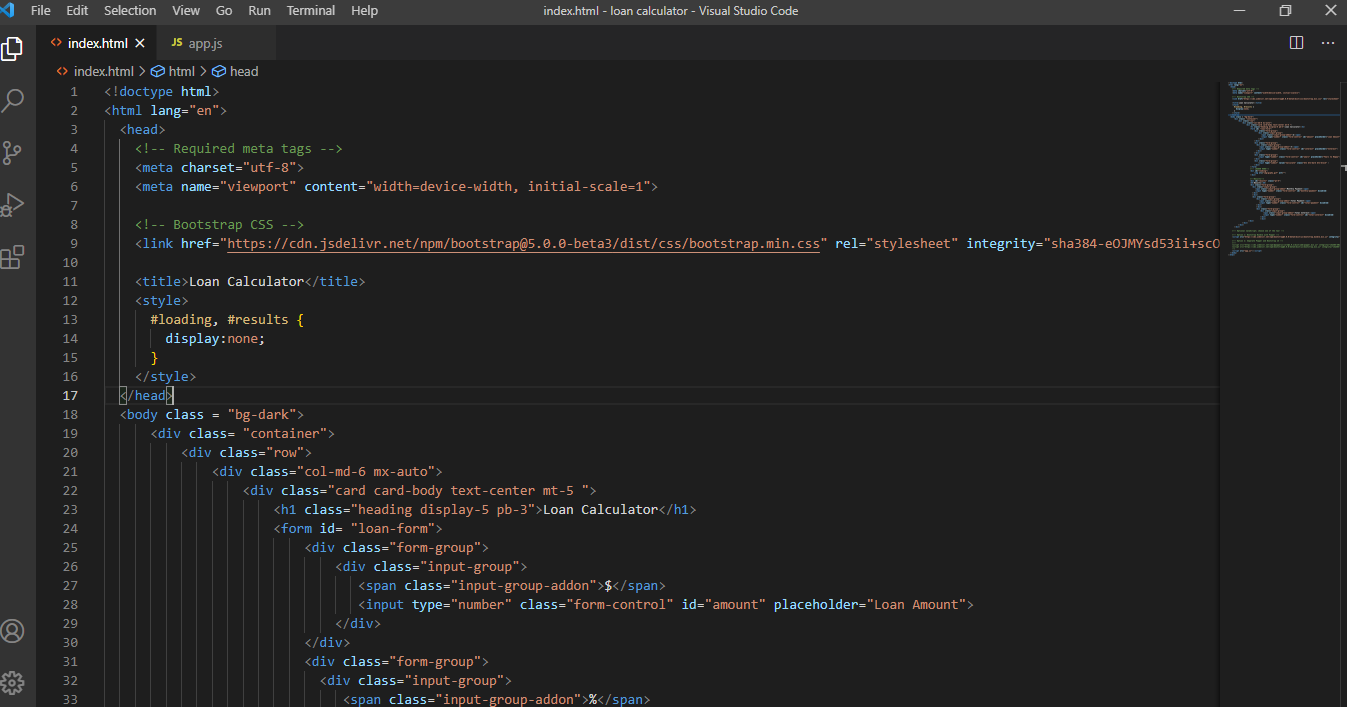 File Edit Selection View Go Run Terminal Help index.html - loan calculator - Visual Studio Code
index.html JS app.js
index.html > html > head
1 <!doctype html>
2 <html lang="en">
3 <head>
4 <!-- Required meta tags -->
5 <meta charset="utf-8">
6 <meta name="viewport" content="width=device-width, initial-scale=1">
7
8 <!-- Bootstrap CSS -->
9 <link href="https://cdn.jsdelivr.net/npm/bootstrap@5.0.0-beta3/dist/css/bootstrap.min.css" rel="stylesheet" integrity="sha384-eOJMYsd53ii+scO
10
11 <title>Loan Calculator</title>
12 <style>
13 #loading, #results {
14 display:none;
15 }
16 </style>
17 </head>
18 <body class = "bg-dark">
19 <div class= "container">
20 <div class="row">
21 <div class="col-md-6 mx-auto">
22 <div class="card card-body text-center mt-5 ">
23 <h1 class="heading display-5 pb-3">Loan Calculator</h1>
24 <form id= "loan-form">
25 <div class="form-group">
26 <div class="input-group">
27 <span class="input-group-addon">$</span>
28 <input type="number" class="form-control" id="amount" placeholder="Loan Amount">
29 </div>
30 </div>
31 <div class="form-group">
32 <div class="input-group">
33 <span class="input-group-addon">%</span>